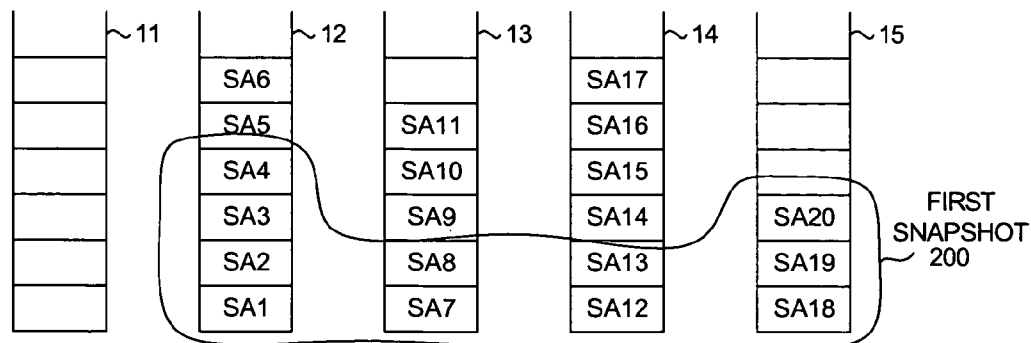 11 12 13 14 15
SA6 SA17
SA5 SA11 SA16
SA4 SA10 SA15
SA3 SA9 SA14 SA20
SA2 SA8 SA13 SA19
SA1 SA7 SA12 SA18
FIRST
SNAPSHOT
200